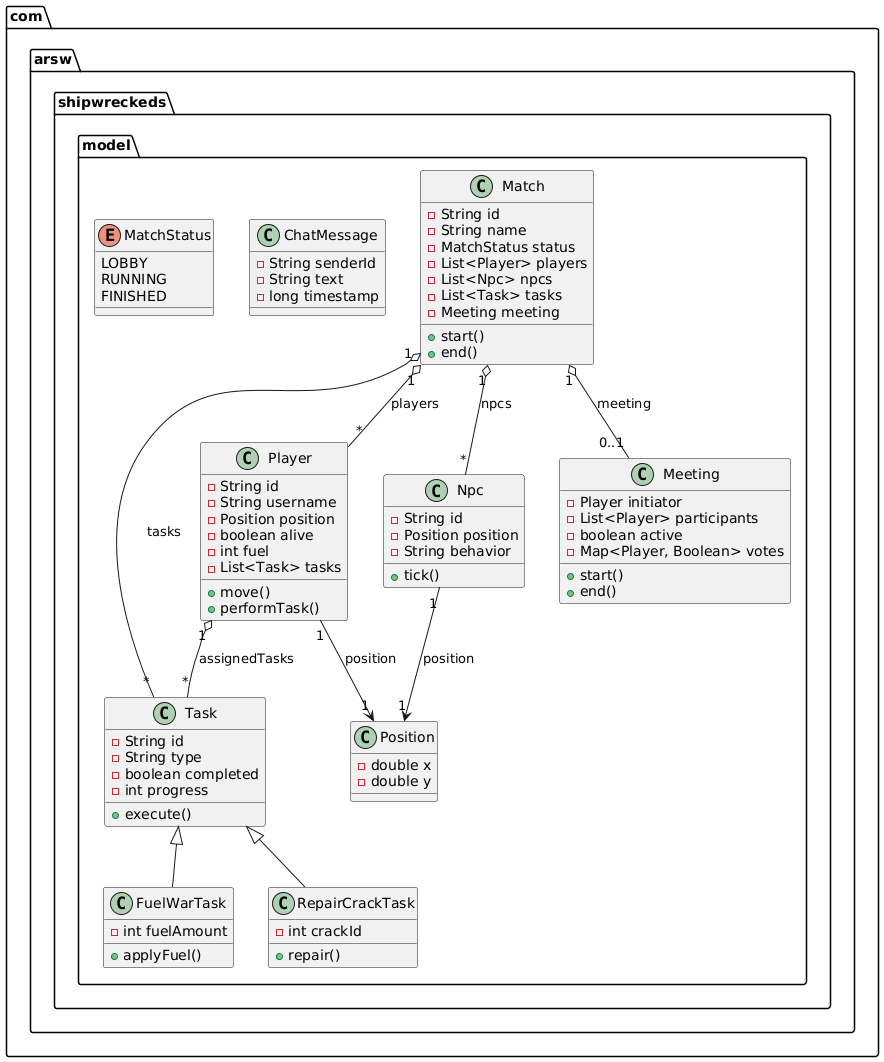 com
arsw
shipwreckeds
model
E MatchStatus
LOBBY
RUNNING
FINISHED
C ChatMessage
String senderId
String text
long timestamp
C Match
String id
String name
MatchStatus status
List<Player> players
List<Npc> npcs
List<Task> tasks
Meeting meeting
start()
end()
1
1
1
1
players
npcs
meeting
*
*
0..1
tasks
C Player
String id
String username
Position position
boolean alive
int fuel
List<Task> tasks
move()
performTask()
C Npc
String id
Position position
String behavior
tick()
C Meeting
Player initiator
List<Player> participants
boolean active
Map<Player, Boolean> votes
start()
end()
1
1
1
assignedTasks
position
position
*
*
1
1
C Task
String id
String type
boolean completed
int progress
execute()
C Position
double x
double y
C FuelWarTask
int fuelAmount
applyFuel()
C RepairCrackTask
int crackId
repair()